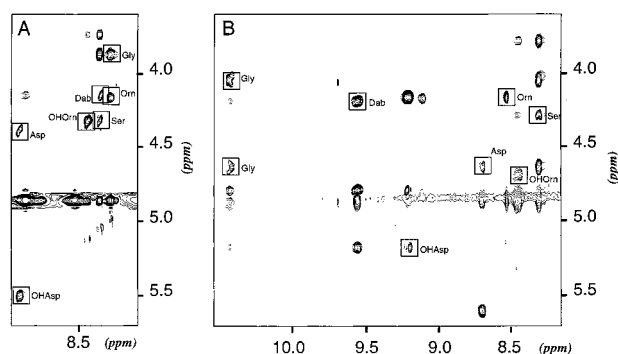 A
B
Gly
Gly
Dab
Orn
Dab
Orn
OHOrn
Ser
Ser
Asp
Gly
Asp
OHOrn
OHAsp
OHAsp
4.0
(ppm)
4.5
5.0
5.5
4.0
(ppm)
4.5
5.0
5.5
8.5
(ppm)
10.0
9.5
9.0
8.5
(ppm)